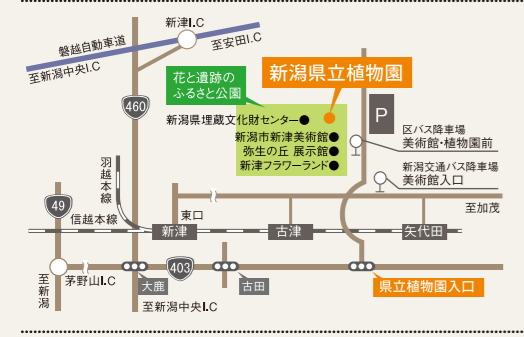 新津I.C
磐越自動車道
至安田I.C
至新潟中央I.C
花と遺跡の
ふるさと公園
新潟県立植物園
460
新潟県埋蔵文化財センター
P
新潟市新津美術館
弥生の丘 展示館
新津フラワーランド
区バス降車場
美術館・植物園前
新潟交通バス降車場
美術館入口
羽越本線
49
信越本線
東口
至加茂
新津
古津
矢代田
403
至新潟
茅野山I.C
大鹿
古田
県立植物園入口
至新潟中央I.C